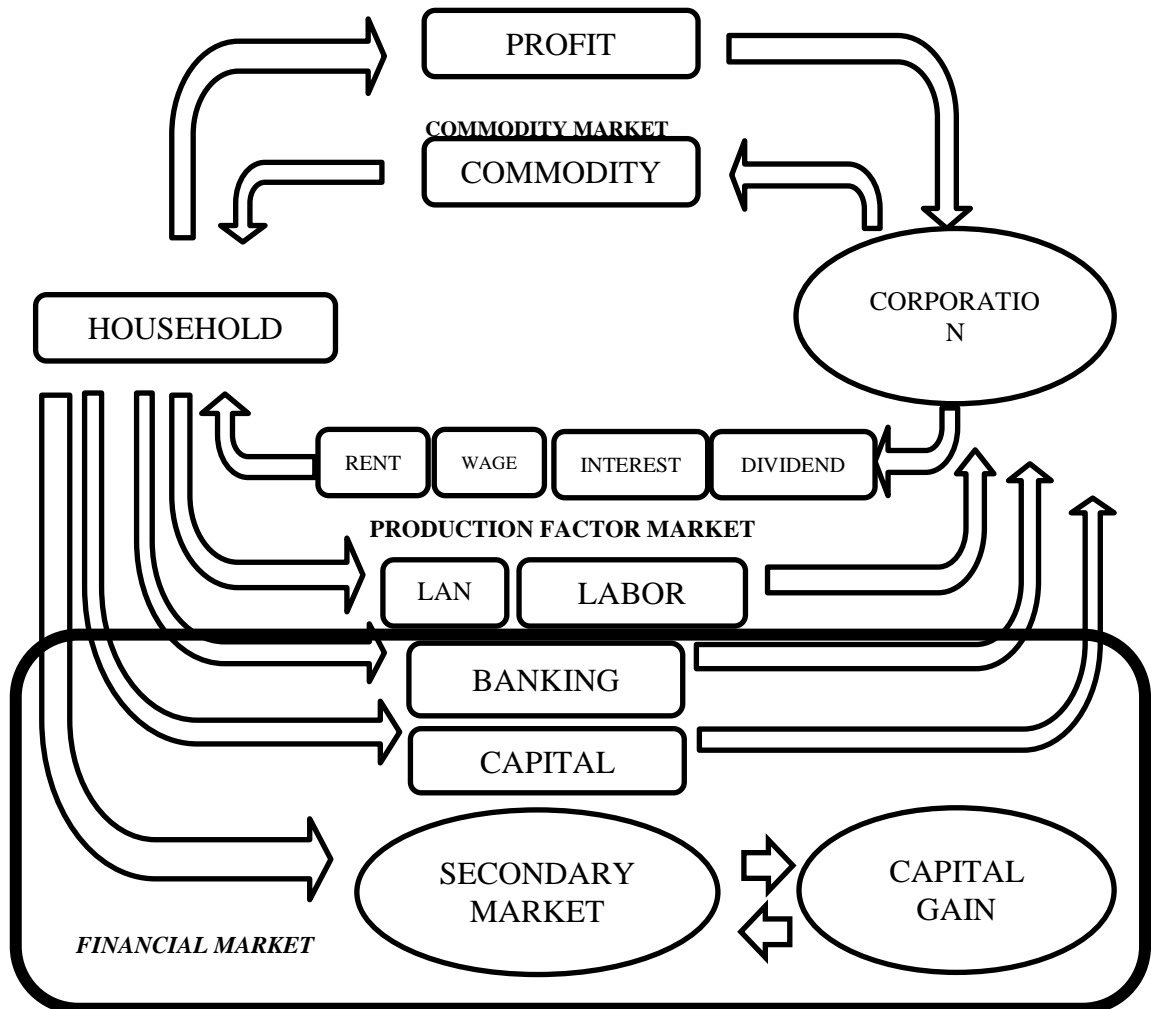 PROFIT
COMMODITY MARKET
COMMODITY
CORPORATIO
N
HOUSEHOLD
RENT
WAGE
INTEREST
DIVIDEND
PRODUCTION FACTOR MARKET
LAN
LABOR
BANKING
CAPITAL
SECONDARY
MARKET
CAPITAL
GAIN
FINANCIAL MARKET